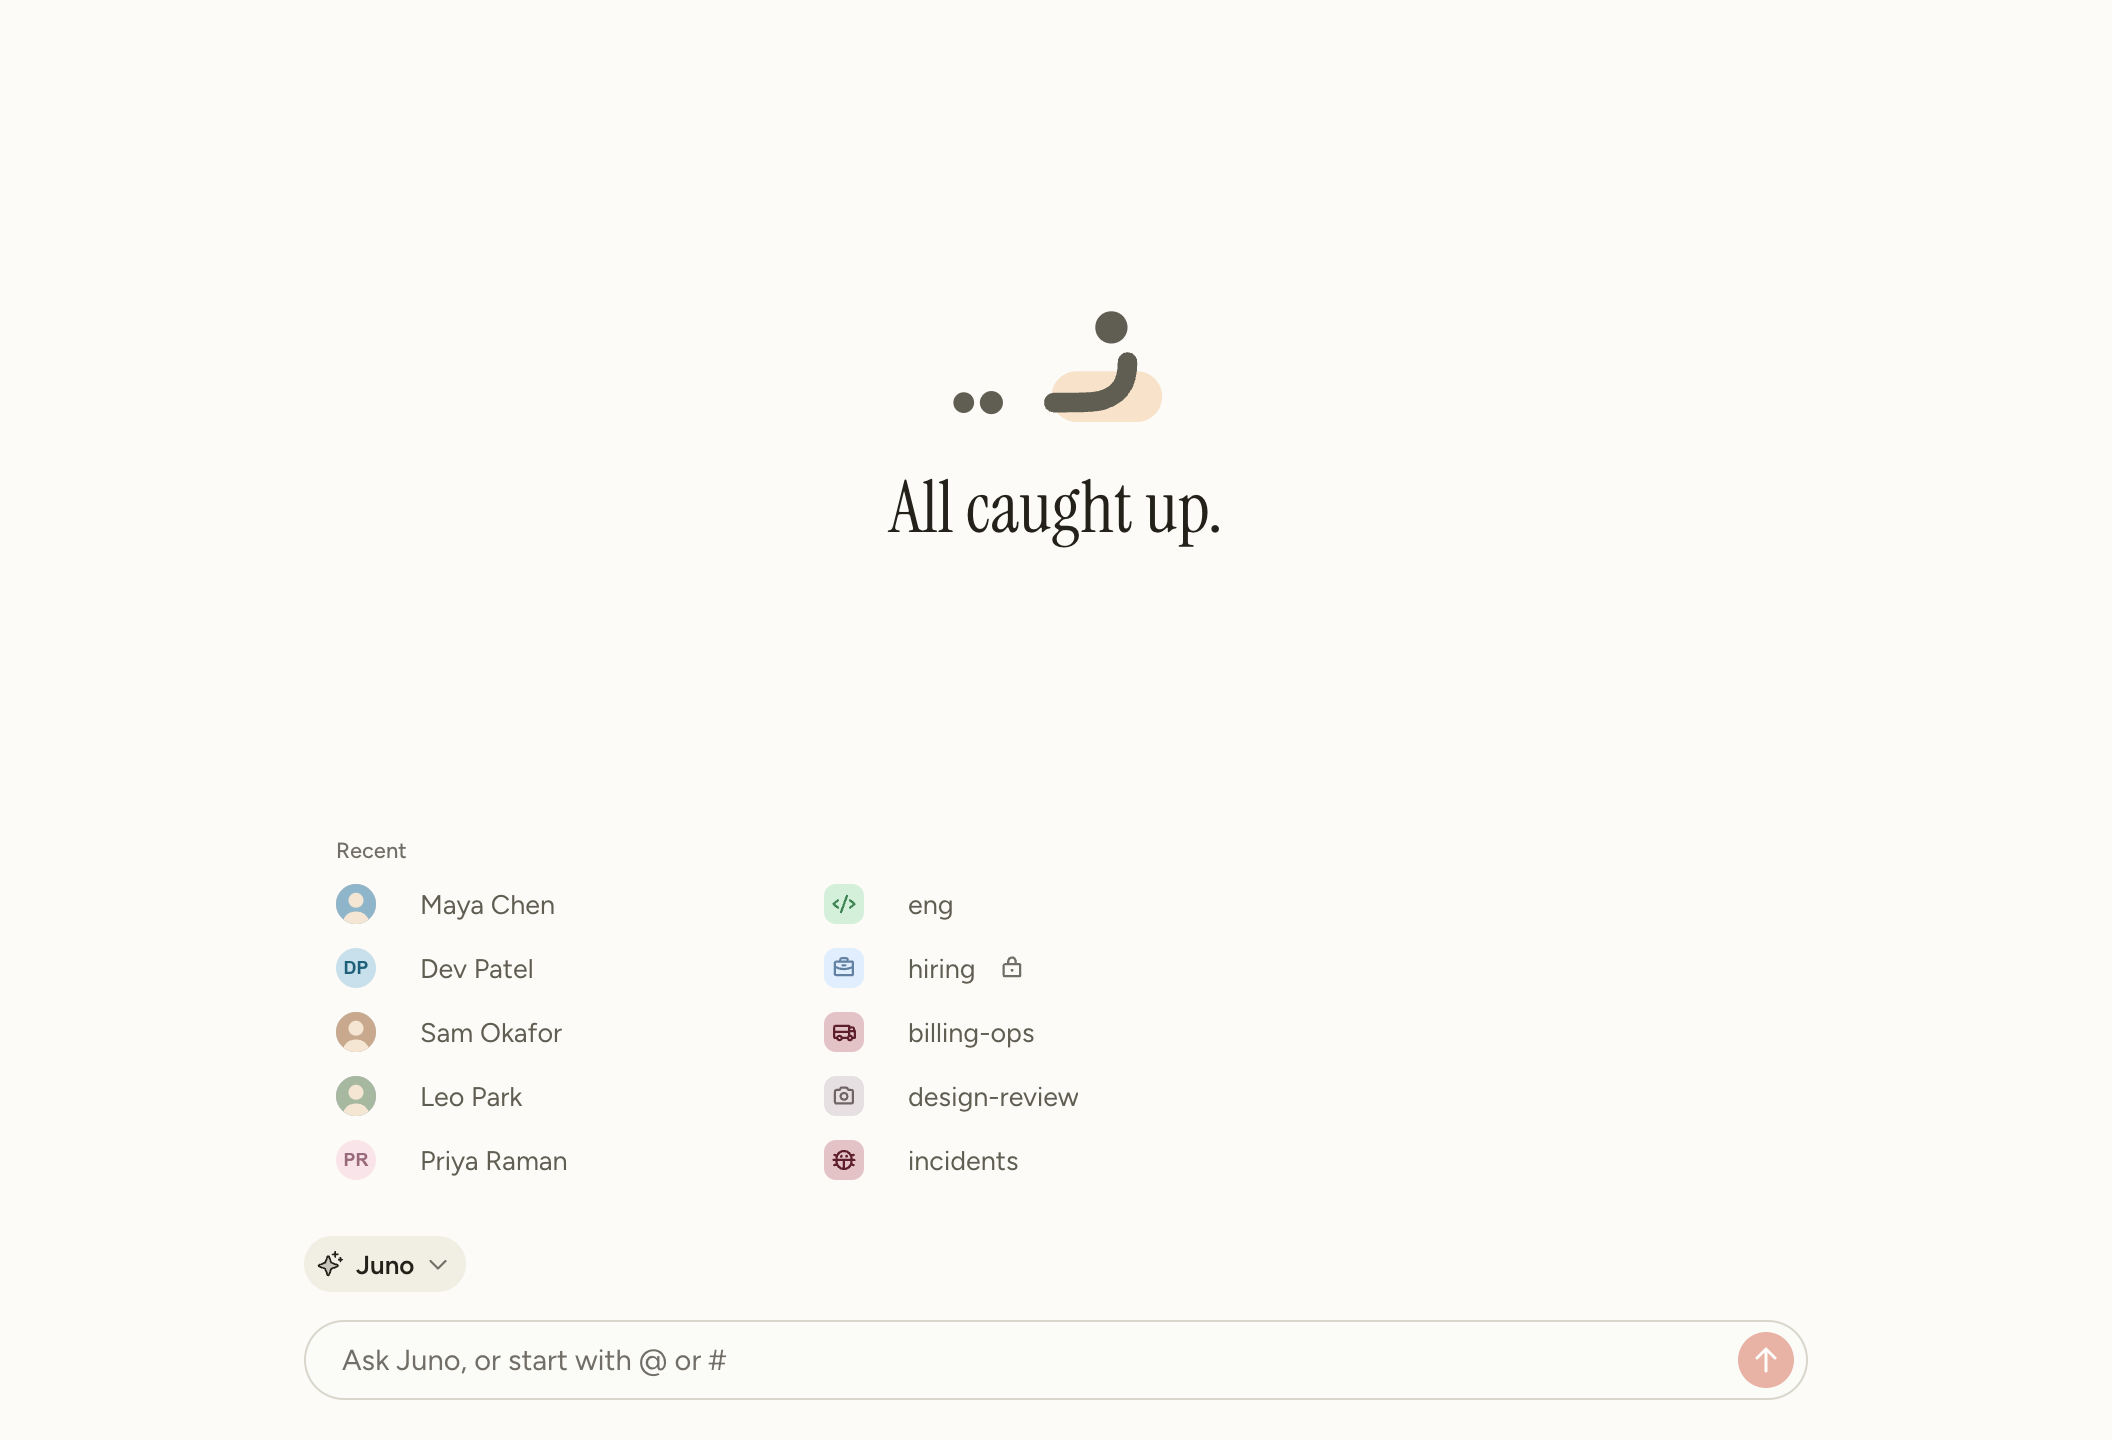 All caught up.
Recent
Maya Chen
DP Dev Patel
Sam Okafor
Leo Park
PR Priya Raman
eng
hiring
billing-ops
design-review
incidents
Juno
Ask Juno, or start with @ or #